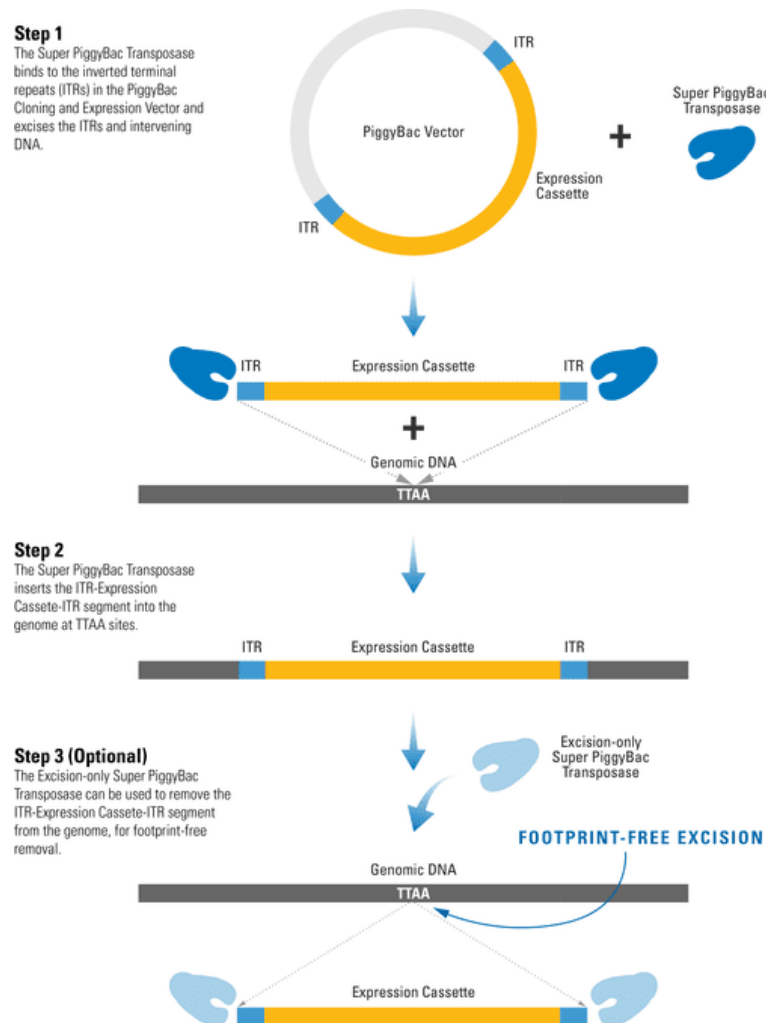 Step 1
The Super PiggyBac Transposase
binds to the inverted terminal
repeats (ITRs) in the PiggyBac
Cloning and Expression Vector and
excises the ITRs and intervening
DNA.
ITR
PiggyBac Vector
Super PiggyBac
Transposase
+
Expression
Cassette
ITR
ITR
Expression Cassette
ITR
+
Genomic DNA
TTAA
Step 2
The Super PiggyBac Transposase
inserts the ITR-Expression
Cassete-ITR segment into the
genome at TTAA sites.
ITR
Expression Cassette
ITR
Step 3 (Optional)
The Excision-only Super PiggyBac
Transposase can be used to remove the
ITR-Expression Cassette-ITR segment
from the genome, for footprint-free
removal.
Excision-only
Super PiggyBac
Transposase
FOOTPRINT-FREE EXCISION
Genomic DNA
TTAA
Expression Cassette